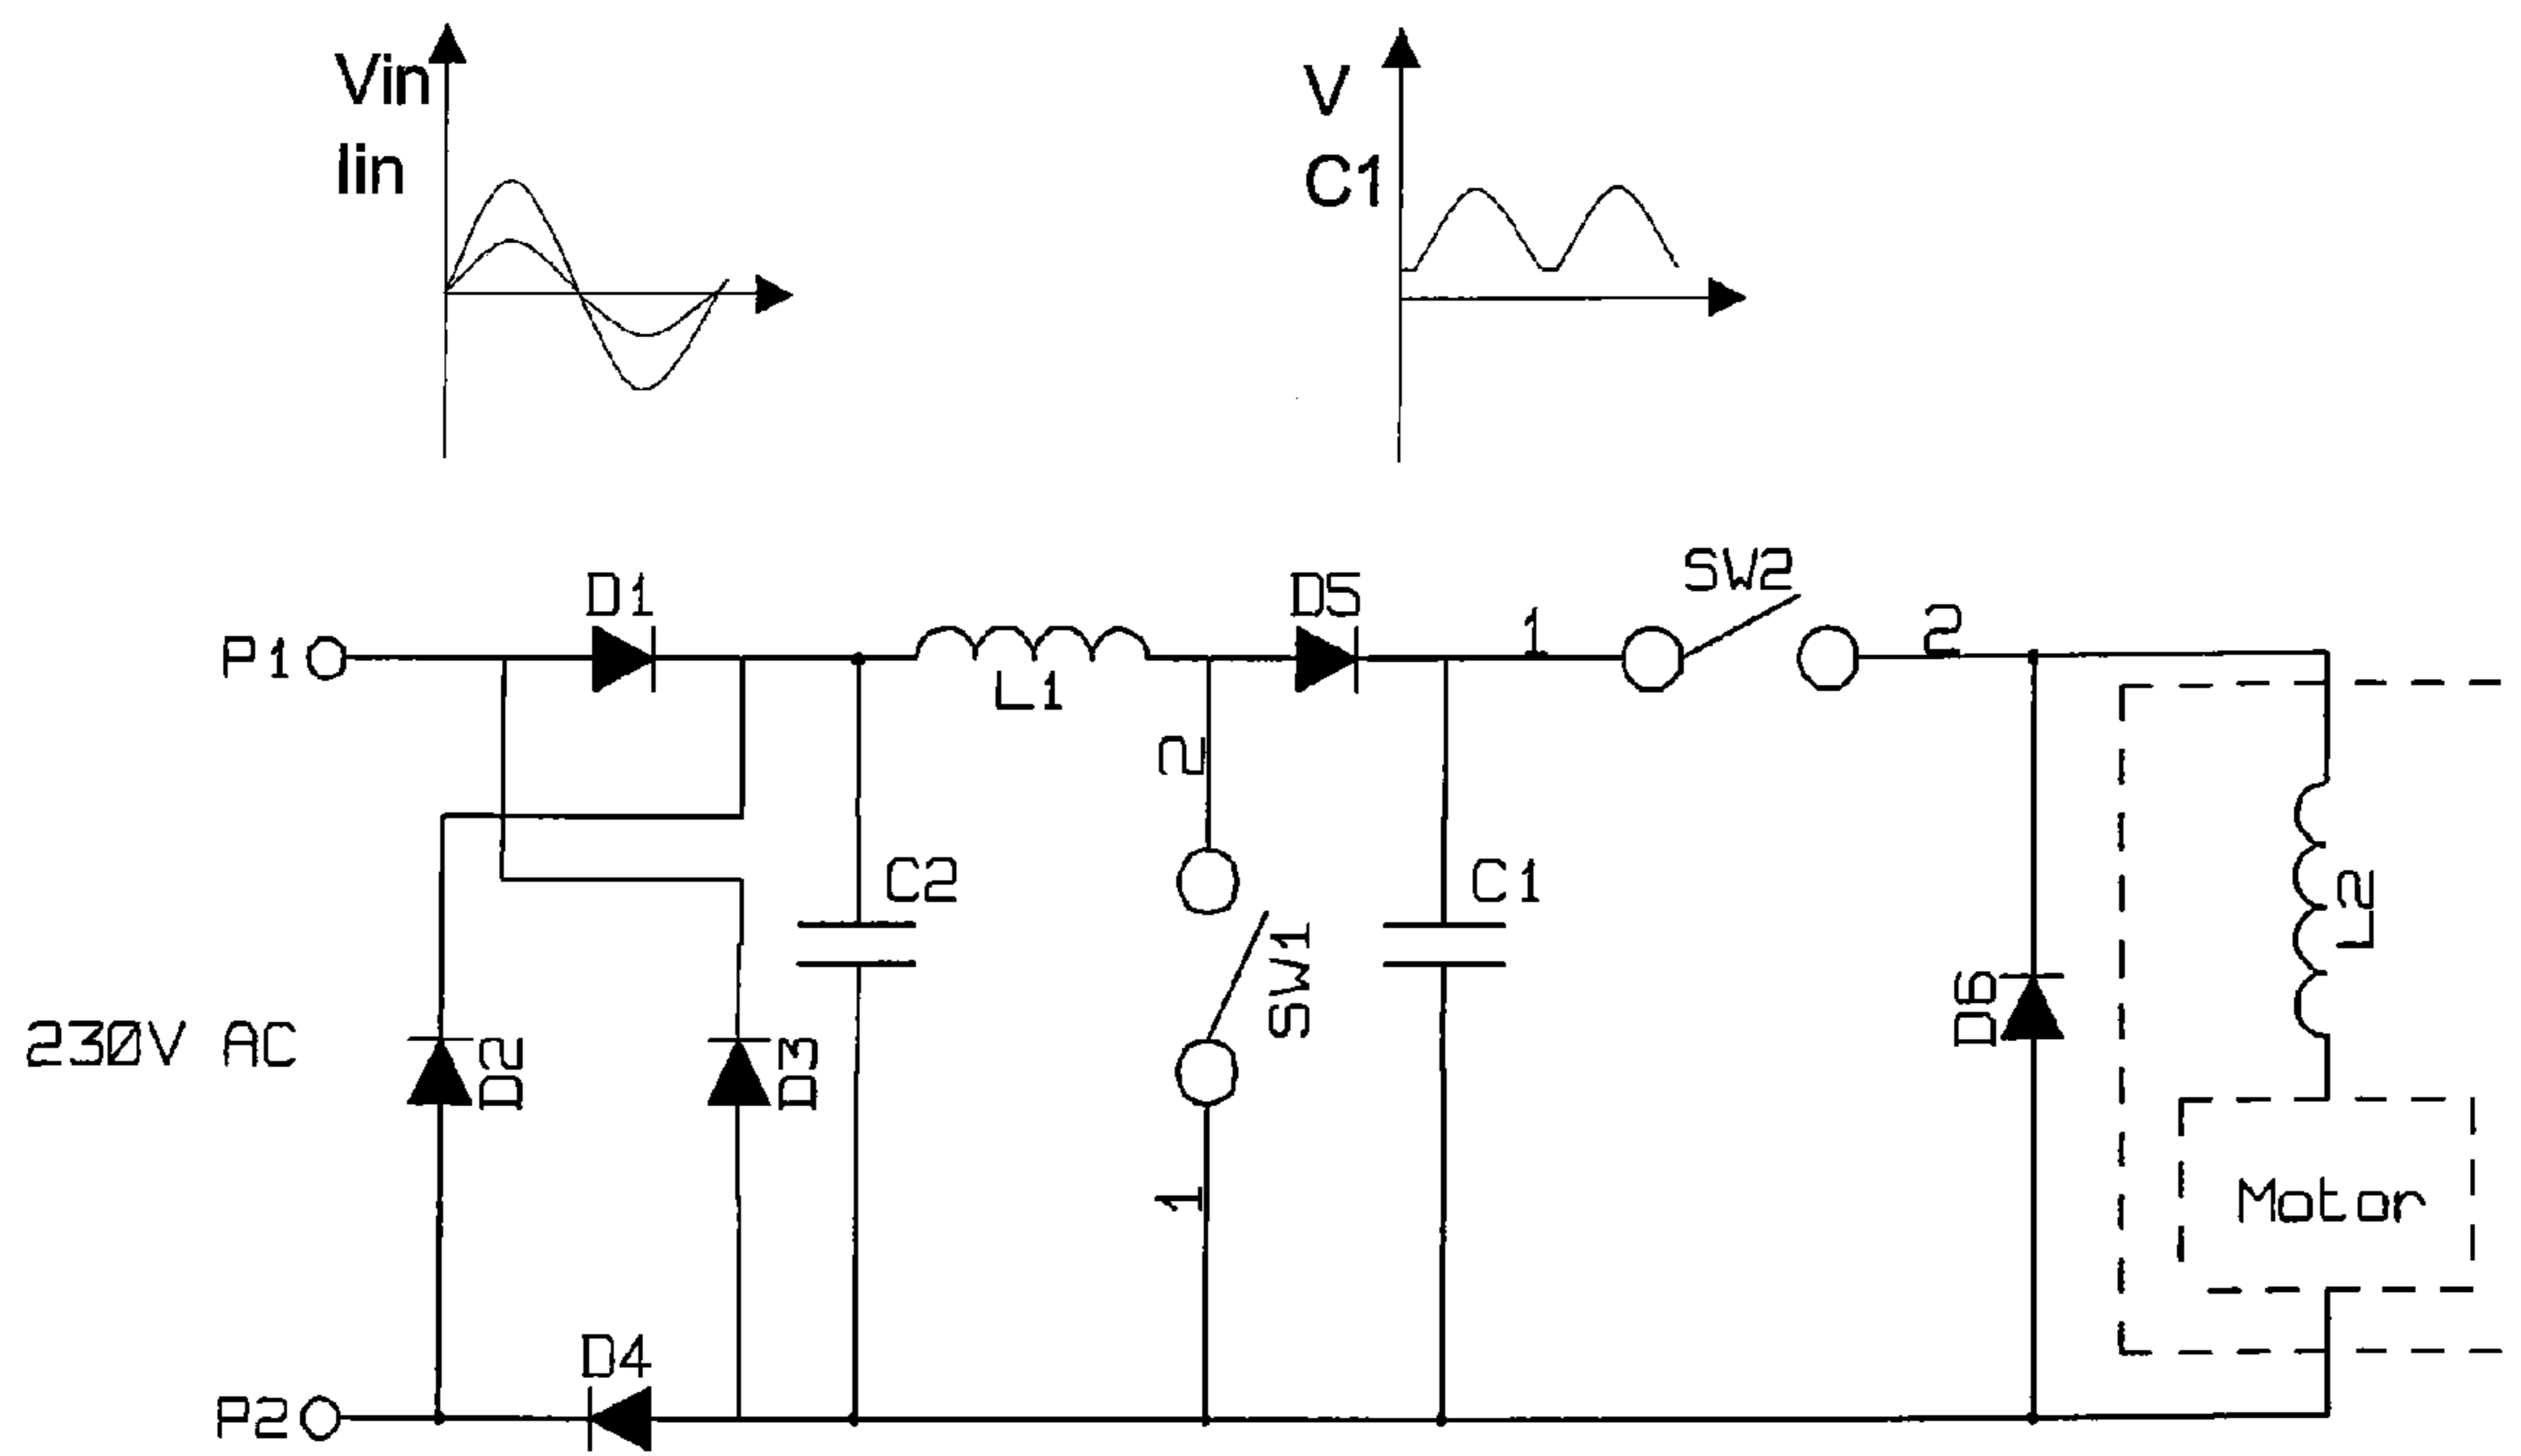 Vin
Iin
V
C1
SW2
D1
D5
P1
1
2
L1
2
C2
C1
SW1
L2
D6
230V AC
D2
D3
1
Motor
D4
P2